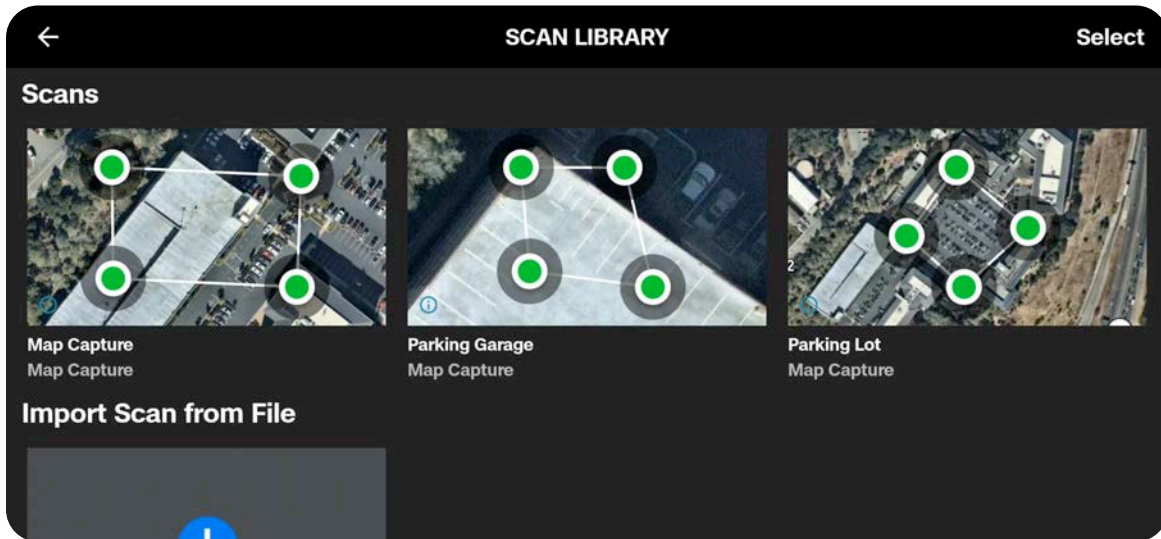 SCAN LIBRARY
Select
Scans
2
Map Capture
Map Capture
Parking Garage
Map Capture
Parking Lot
Map Capture
Import Scan from File